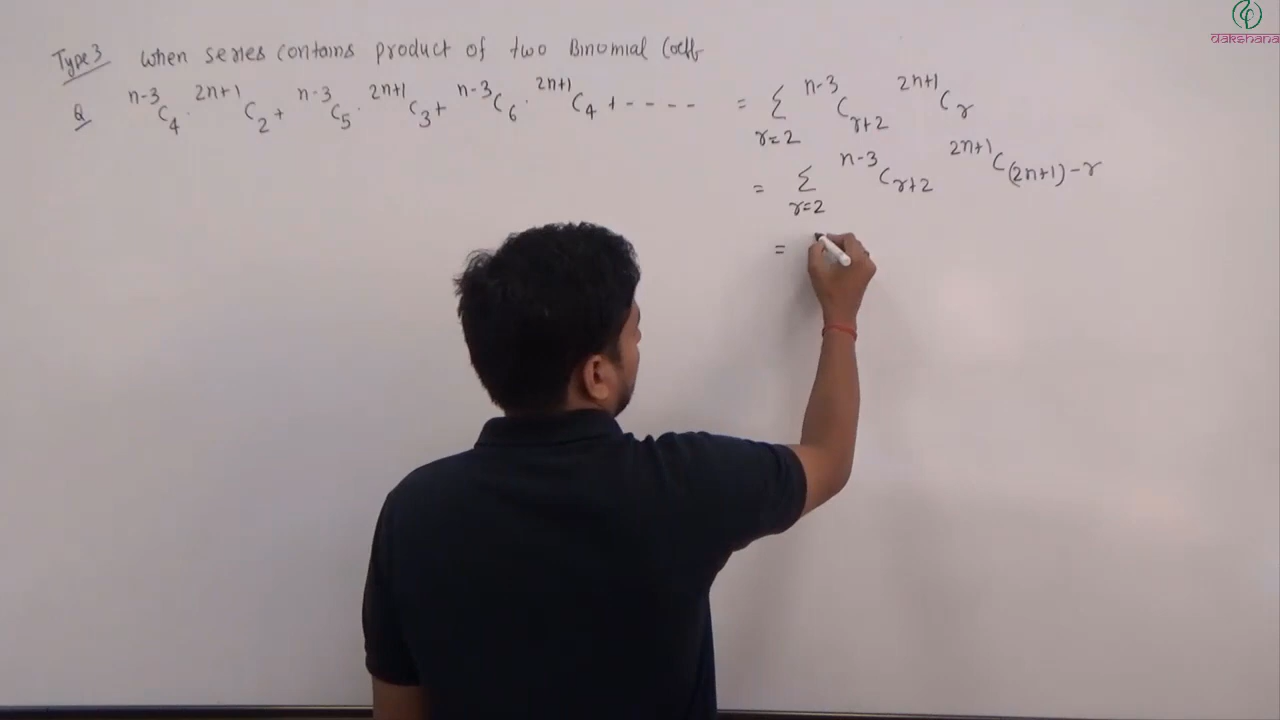 dakshana
Type 3 When series contains product of two Binomial Coeff
Q ⁿ⁻³C₄ · ²ⁿ⁺¹C₂ + ⁿ⁻³C₅ · ²ⁿ⁺¹C₃ + ⁿ⁻³C₆ · ²ⁿ⁺¹C₄ + ---- = Σ_{r=2} ⁿ⁻³C_{r+2} ²ⁿ⁺¹C_r
= Σ_{r=2} ⁿ⁻³C_{r+2} ²ⁿ⁺¹C_{(2n+1)-r}
=